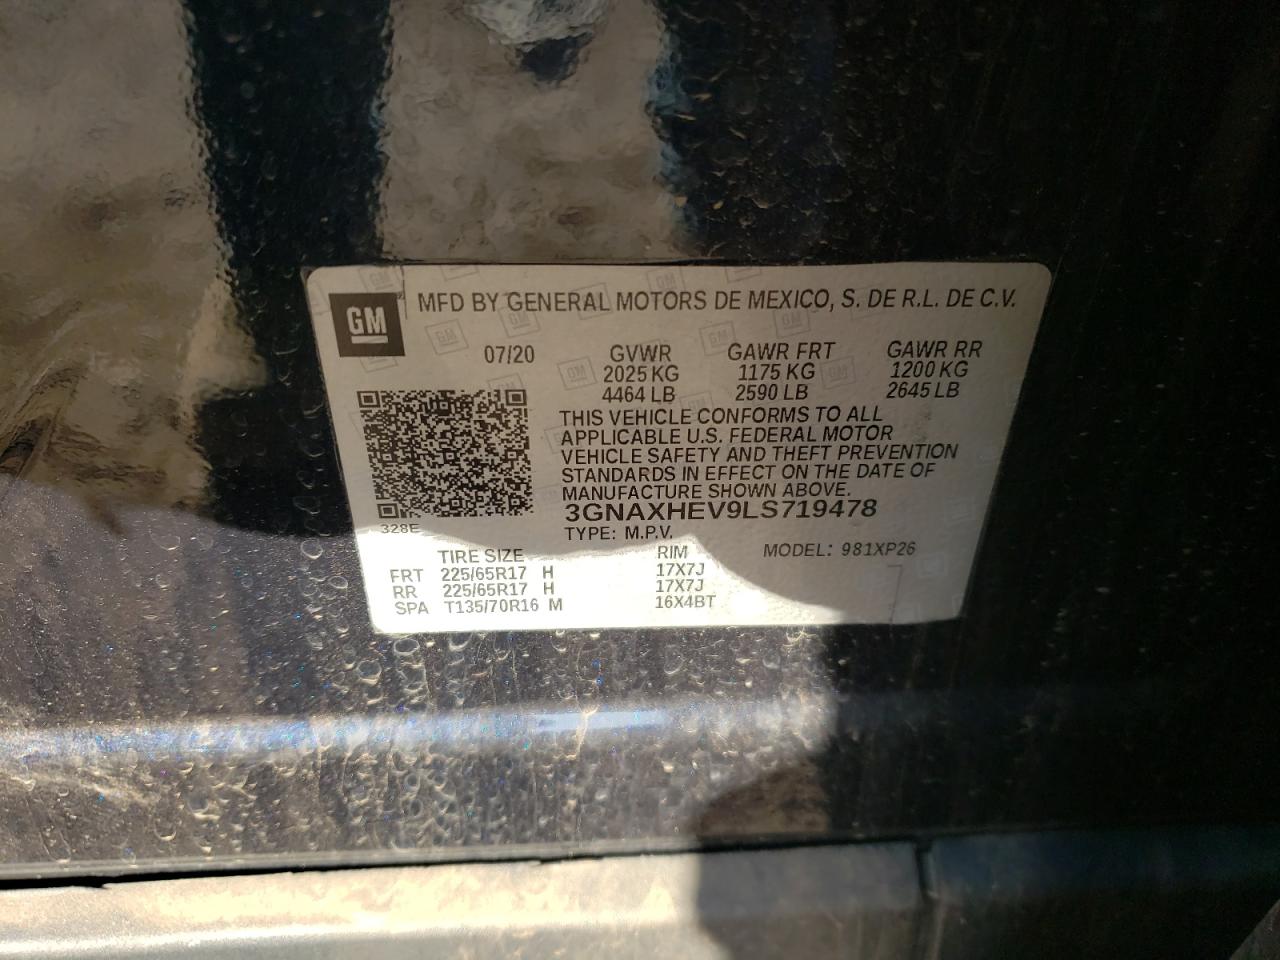 GM MFD BY GENERAL MOTORS DE MEXICO, S. DE R.L. DE C.V.
07/20 GVWR GAWR FRT GAWR RR
2025 KG 1175 KG 1200 KG
4464 LB 2590 LB 2645 LB
THIS VEHICLE CONFORMS TO ALL
APPLICABLE U.S. FEDERAL MOTOR
VEHICLE SAFETY AND THEFT PREVENTION
STANDARDS IN EFFECT ON THE DATE OF
MANUFACTURE SHOWN ABOVE.
3GNAXHEV9LS719478
328E TYPE: M.P.V.
TIRE SIZE RIM MODEL: 981XP26
FRT 225/65R17 H 17X7J
RR 225/65R17 H 17X7J
SPA T135/70R16 M 16X4BT